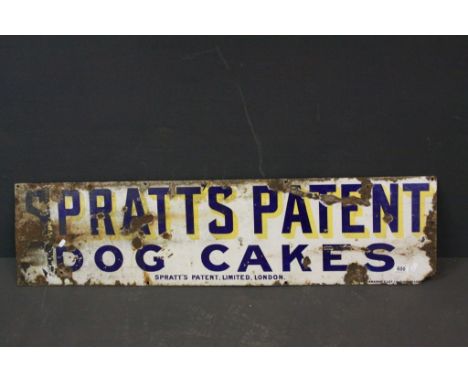 SPRATTS PATENT
DOG CAKES
SPRATT'S PATENT, LIMITED, LONDON.